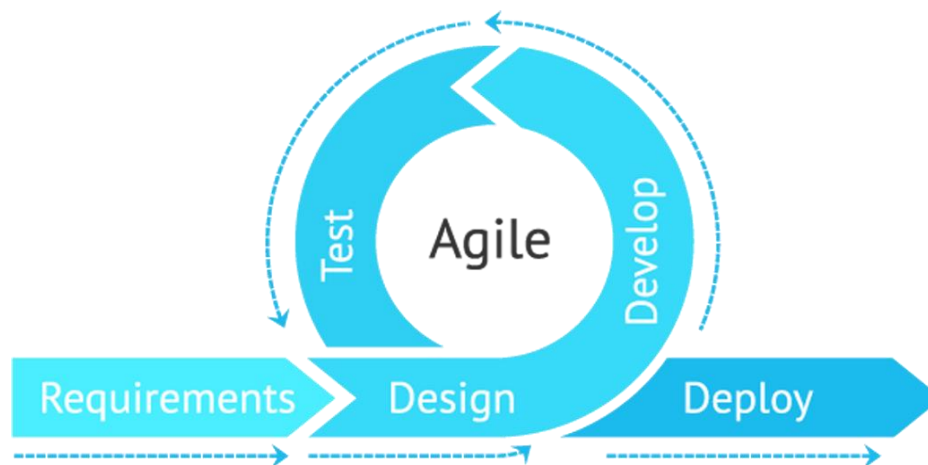 Agile
Test
Develop
Requirements
Design
Deploy